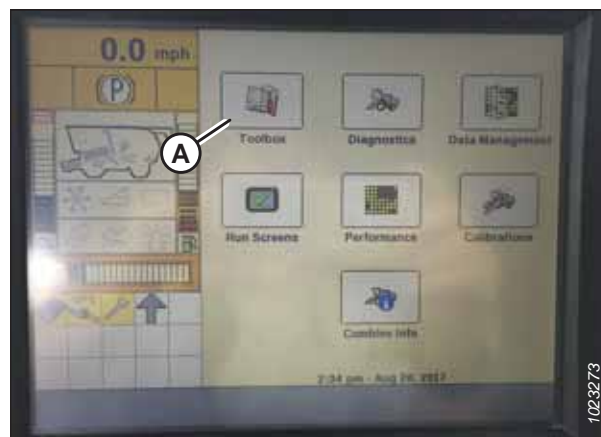 0.0 mph
(P)
A
Toolbox
Diagnostics
Data Management
Run Screens
Performance
Calibrations
Combine Info
2:34 pm - Aug 24, 2017
1023273